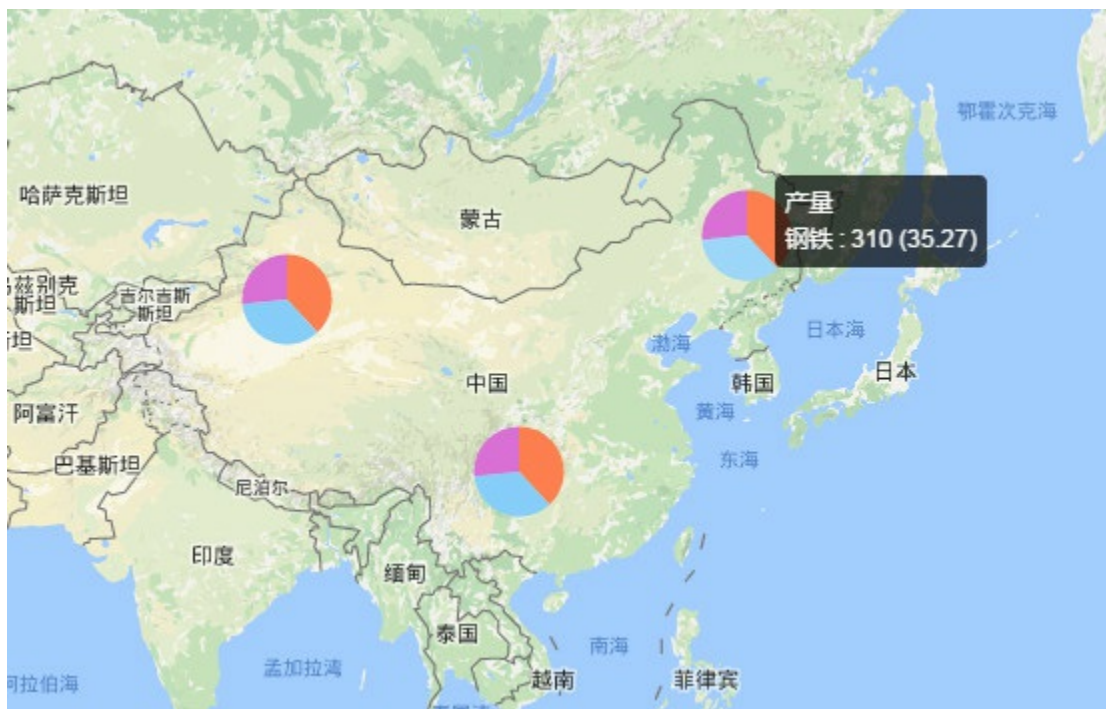 鄂霍次克海
哈萨克斯坦
蒙古
产量
钢铁 : 310 (35.27)
乌兹别克
斯坦
吉尔吉斯
斯坦
日本海
渤海
中国
韩国
日本
阿富汗
黄海
东海
巴基斯坦
尼泊尔
印度
缅甸
泰国
南海
孟加拉湾
越南
菲律宾
阿拉伯海